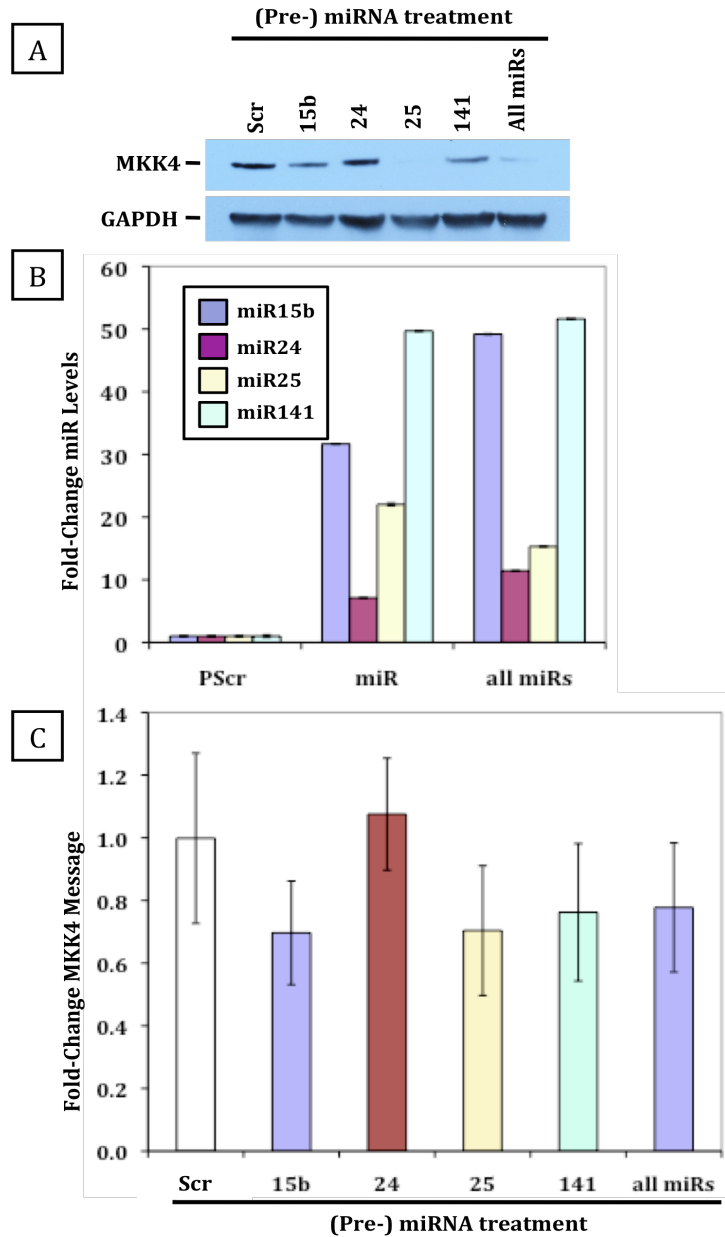 A
(Pre-) miRNA treatment
Scr 15b 24 25 141 All miRs
MKK4
GAPDH
B
Fold-Change miR Levels
60
50
40
30
20
10
0
miR15b
miR24
miR25
miR141
PScr miR all miRs
C
Fold-Change MKK4 Message
1.4
1.2
1.0
0.8
0.6
0.4
0.2
0.0
Scr 15b 24 25 141 all miRs
(Pre-) miRNA treatment